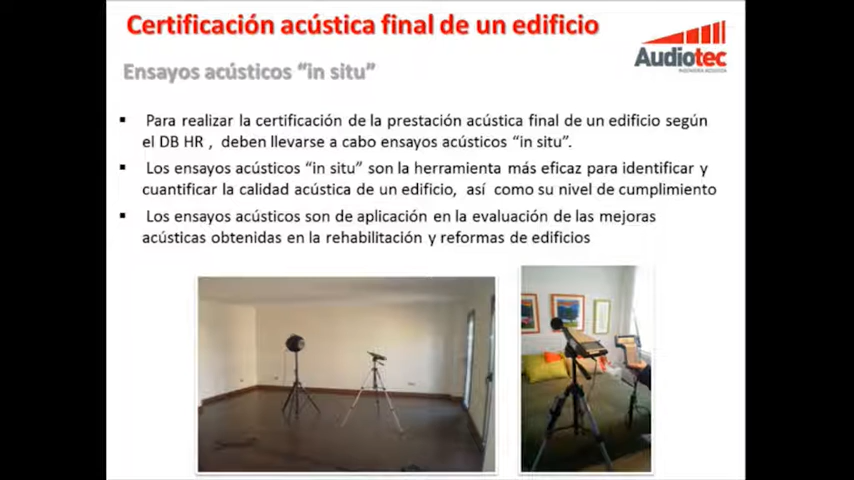 Certificación acústica final de un edificio
Audiotec
INGENIERÍA ACÚSTICA
Ensayos acústicos "in situ"
▪ Para realizar la certificación de la prestación acústica final de un edificio según
el DB HR , deben llevarse a cabo ensayos acústicos "in situ".
▪ Los ensayos acústicos "in situ" son la herramienta más eficaz para identificar y
cuantificar la calidad acústica de un edificio, así como su nivel de cumplimiento
▪ Los ensayos acústicos son de aplicación en la evaluación de las mejoras
acústicas obtenidas en la rehabilitación y reformas de edificios